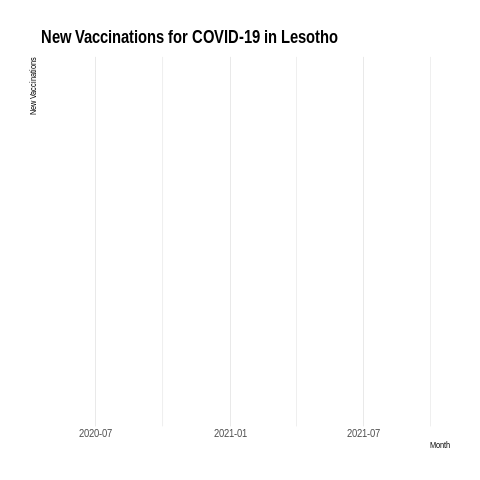 New Vaccinations for COVID-19 in Lesotho
New Vaccinations
2020-07
2021-01
2021-07
Month